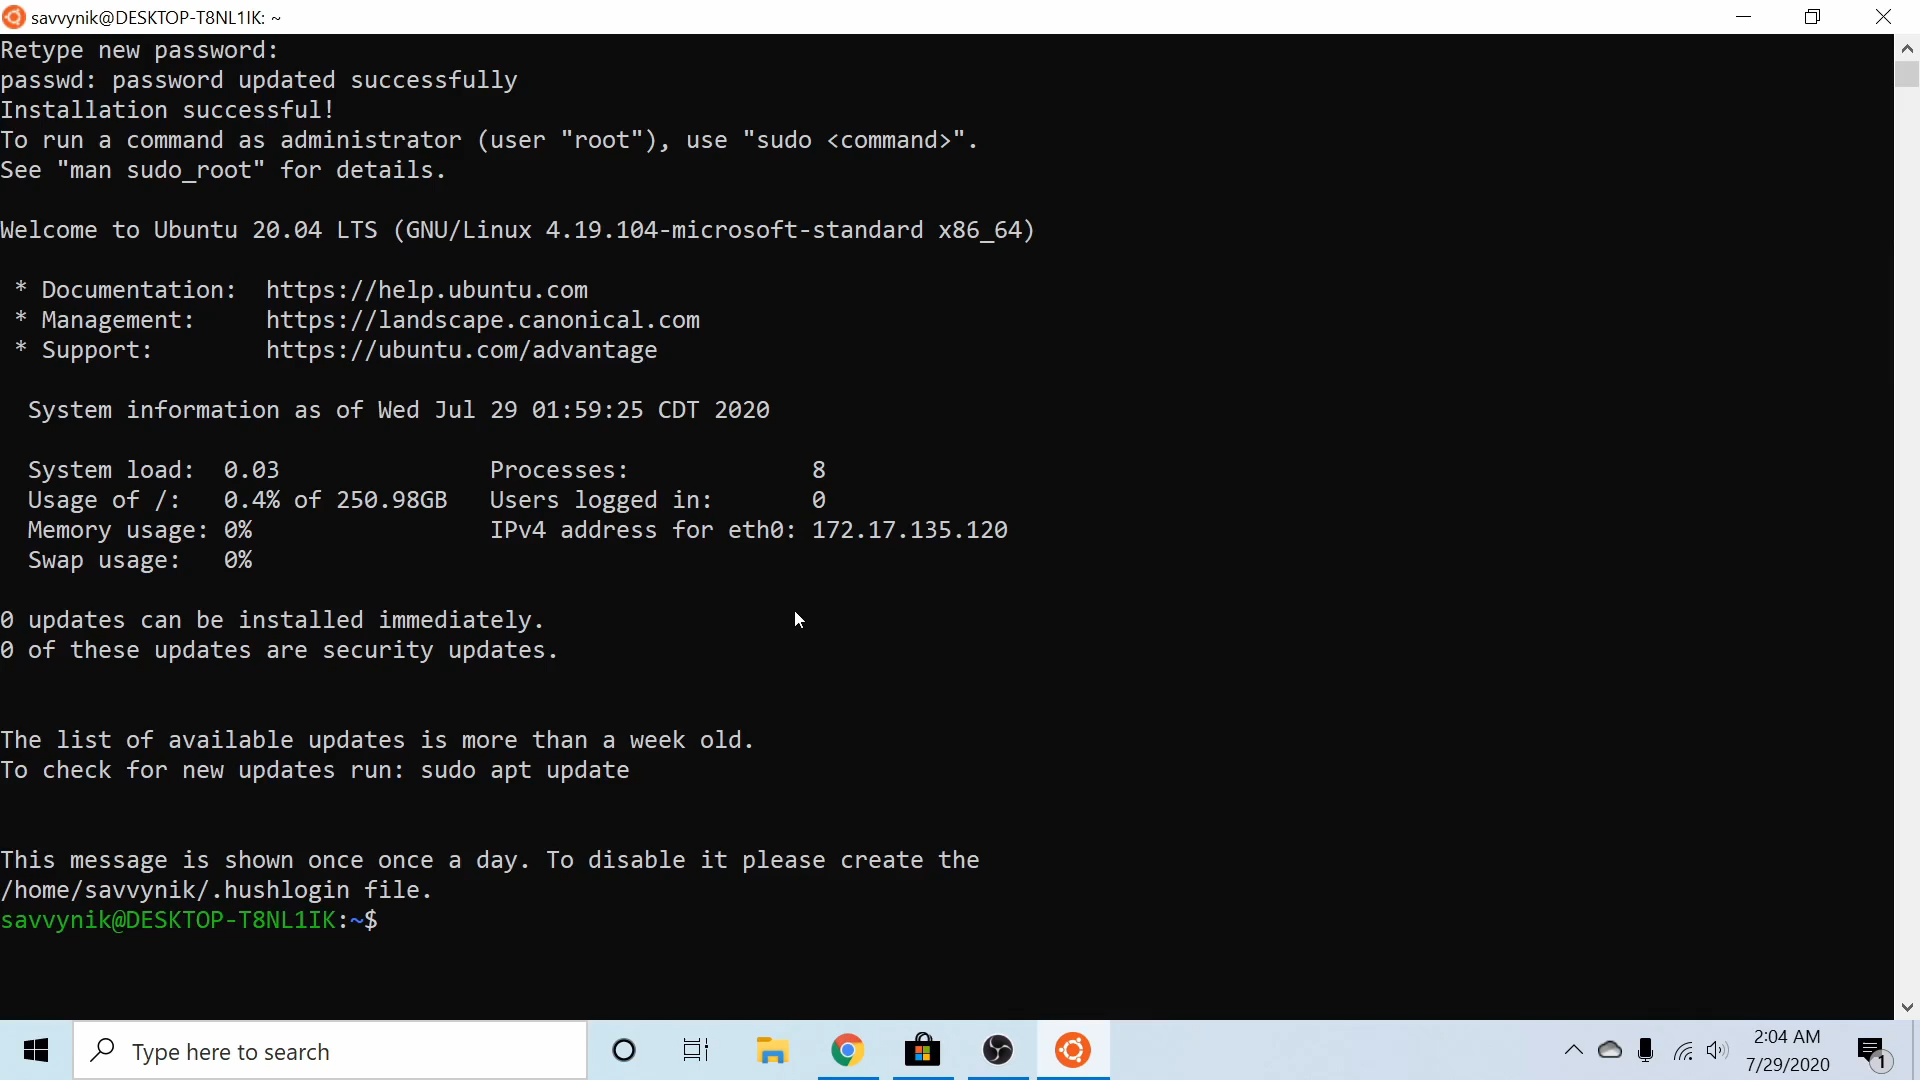 savvynik@DESKTOP-T8NL1IK: ~
Retype new password:
passwd: password updated successfully
Installation successful!
To run a command as administrator (user "root"), use "sudo <command>".
See "man sudo_root" for details.
Welcome to Ubuntu 20.04 LTS (GNU/Linux 4.19.104-microsoft-standard x86_64)
* Documentation:  https://help.ubuntu.com
* Management:     https://landscape.canonical.com
* Support:        https://ubuntu.com/advantage
System information as of Wed Jul 29 01:59:25 CDT 2020
System load:  0.03               Processes:             8
Usage of /:   0.4% of 250.98GB   Users logged in:       0
Memory usage: 0%                 IPv4 address for eth0: 172.17.135.120
Swap usage:   0%
0 updates can be installed immediately.
0 of these updates are security updates.
The list of available updates is more than a week old.
To check for new updates run: sudo apt update
This message is shown once once a day. To disable it please create the
/home/savvynik/.hushlogin file.
savvynik@DESKTOP-T8NL1IK:~$
Type here to search
2:04 AM
7/29/2020
1